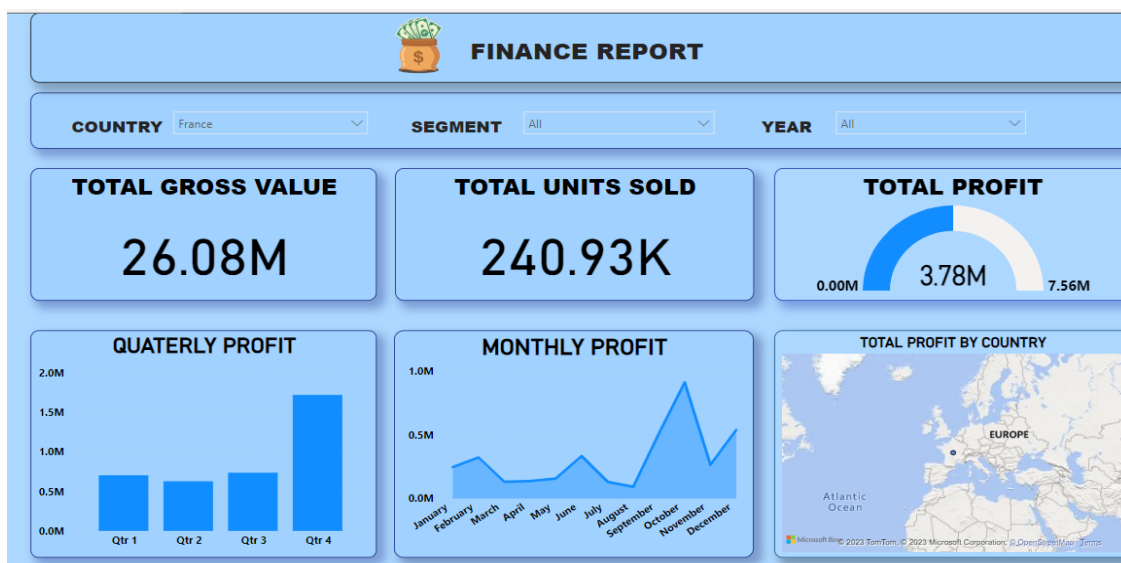 $
FINANCE REPORT
COUNTRY France
SEGMENT All
YEAR All
TOTAL GROSS VALUE
26.08M
TOTAL UNITS SOLD
240.93K
TOTAL PROFIT
0.00M 3.78M 7.56M
QUATERLY PROFIT
2.0M
1.5M
1.0M
0.5M
0.0M
Qtr 1 Qtr 2 Qtr 3 Qtr 4
MONTHLY PROFIT
1.0M
0.5M
0.0M
January February March April May June July August September October November December
TOTAL PROFIT BY COUNTRY
EUROPE
Atlantic
Ocean
Microsoft Bing © 2023 TomTom, © 2023 Microsoft Corporation, © OpenStreetMap Terms